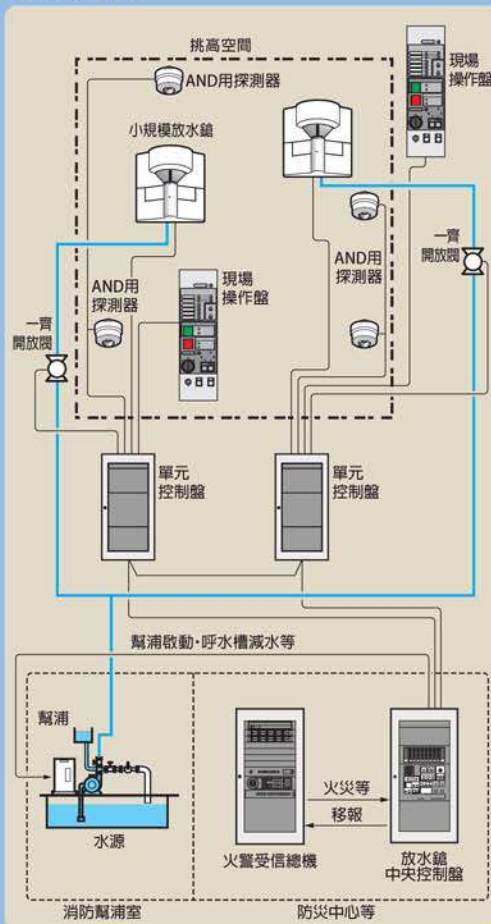 挑高空間
AND用探測器
現場
操作盤
小規模放水鎗
一齊
開放閥
AND用
探測器
AND用
探測器
現場
操作盤
一齊
開放閥
單元
控制盤
單元
控制盤
幫浦啟動・呼水槽減水等
幫浦
火災等
移報
水源
火警受信總機
放水鎗
中央控制盤
消防幫浦室
防災中心等